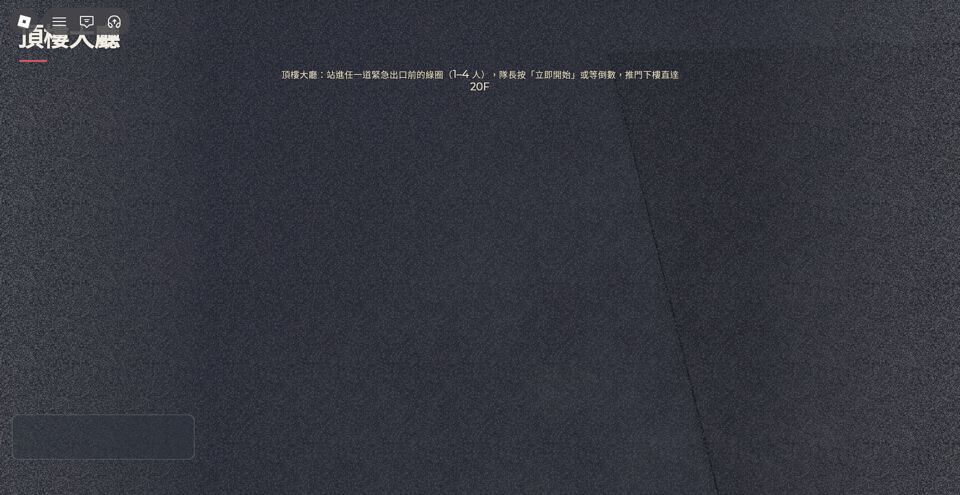 頂樓大廳
頂樓大廳：站進任一道緊急出口前的綠圈（1–4 人），隊長按「立即開始」或等倒數，推門下樓直達
20F